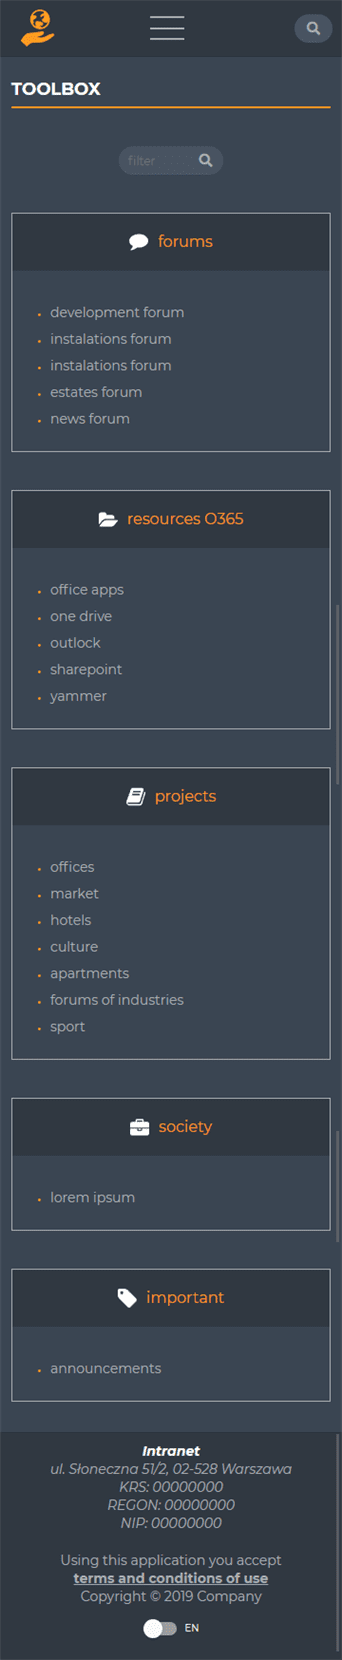 TOOLBOX
filter
forums
development forum
instalations forum
instalations forum
estates forum
news forum
resources O365
office apps
one drive
outlock
sharepoint
yammer
projects
offices
market
hotels
culture
apartments
forums of industries
sport
society
lorem ipsum
important
announcements
Intranet
ul. Słoneczna 51/2, 02-528 Warszawa
KRS: 00000000
REGON: 00000000
NIP: 00000000
Using this application you accept
terms and conditions of use
Copyright © 2019 Company
EN